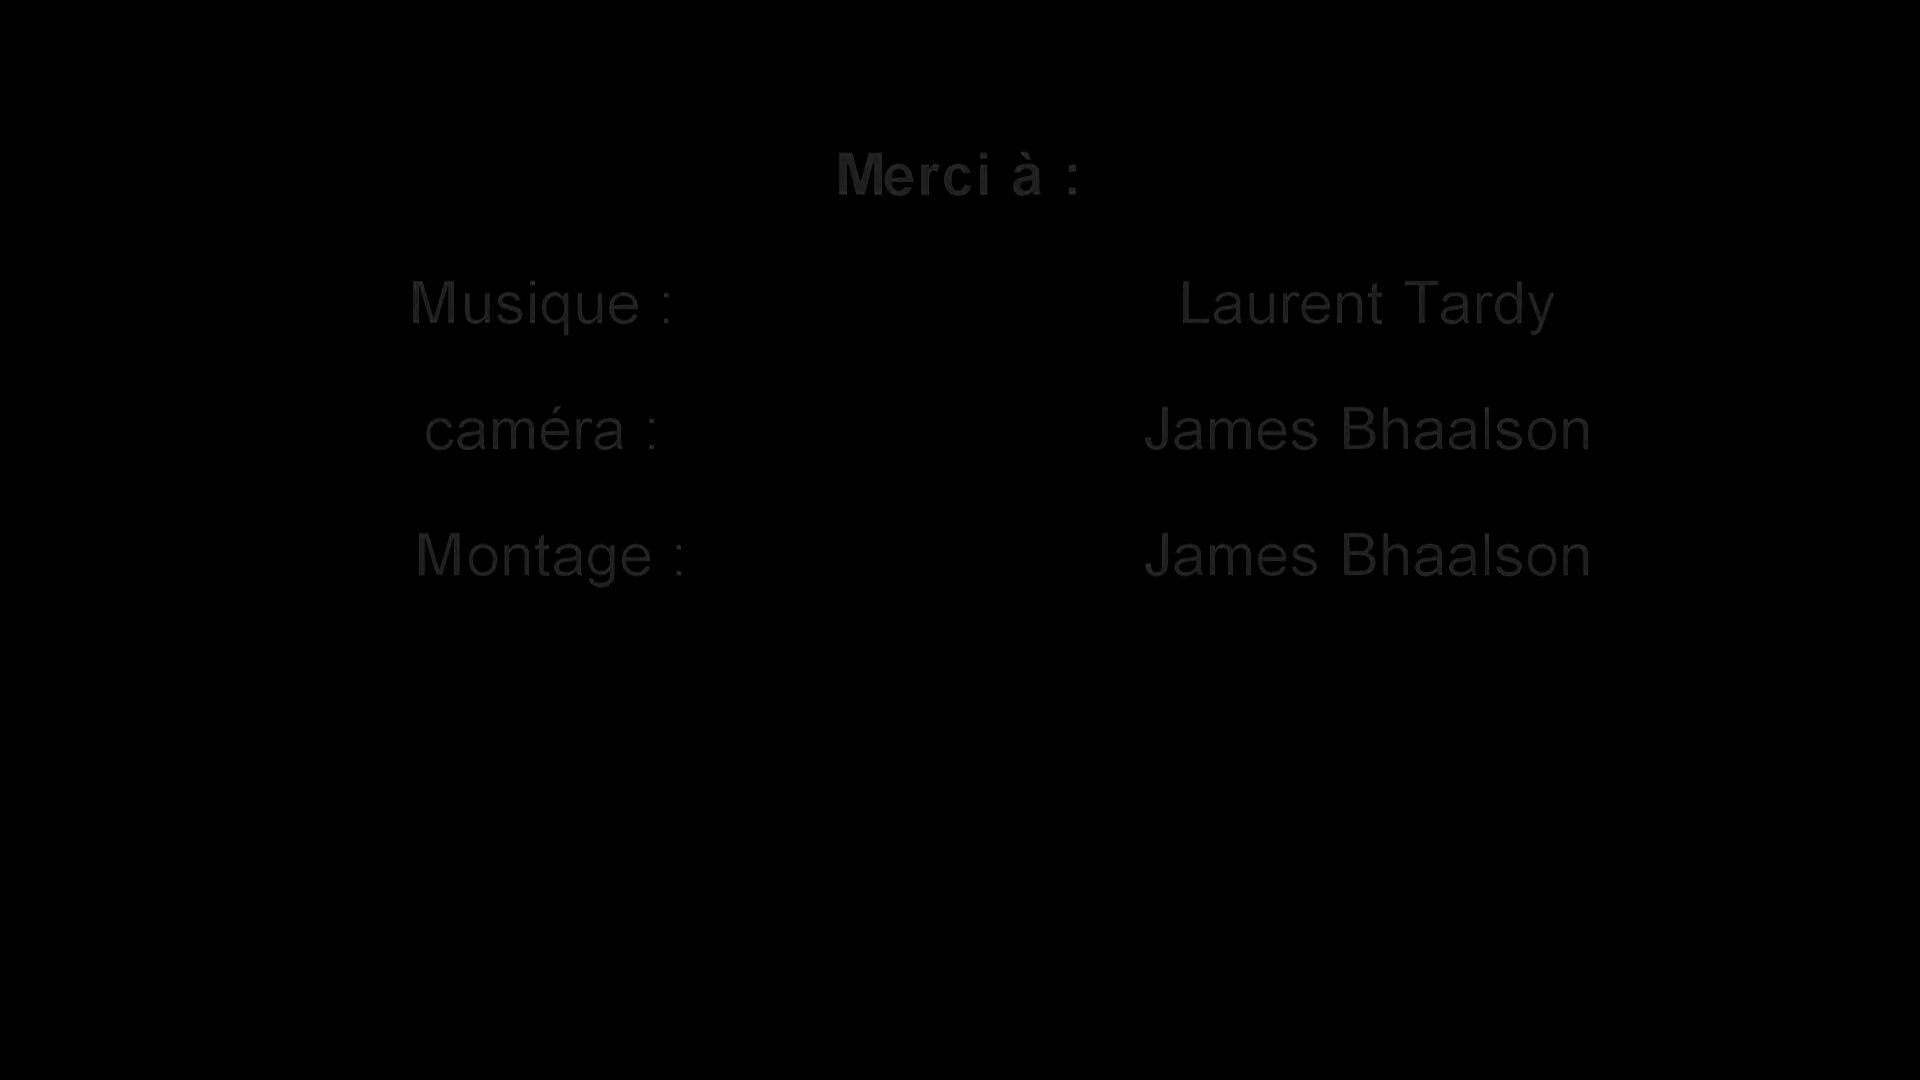 Merci à :
Musique : Laurent Tardy
caméra : James Bhaalson
Montage : James Bhaalson